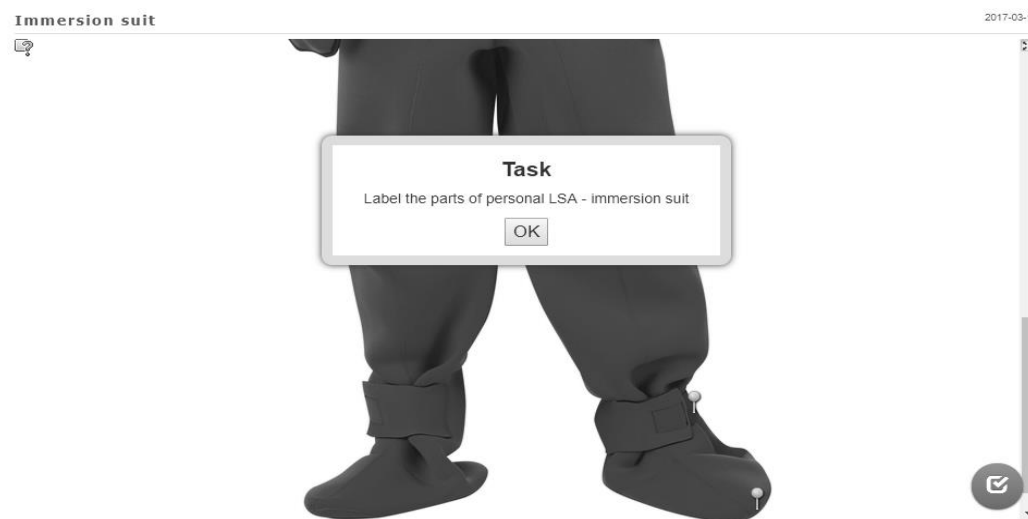 Immersion suit
2017-03-
Task
Label the parts of personal LSA - immersion suit
OK